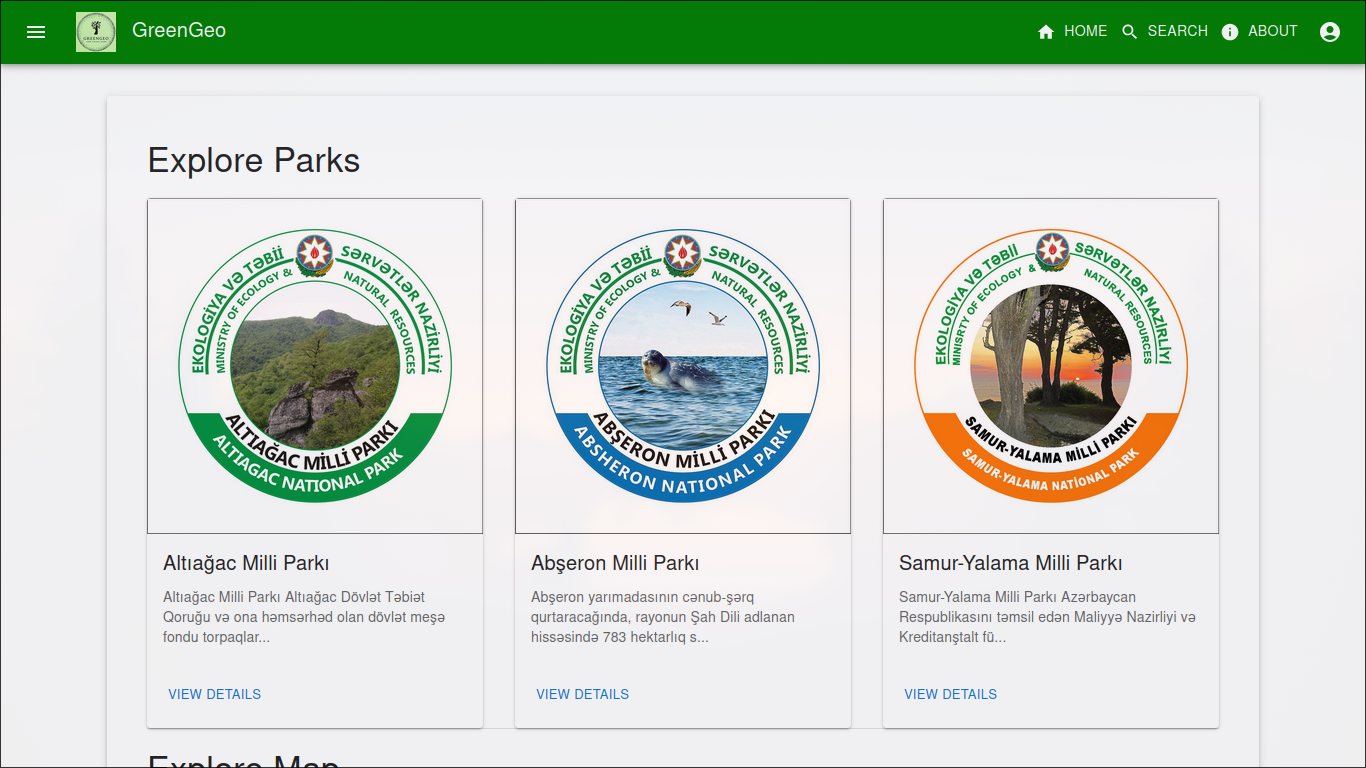 GREENGEO
GreenGeo
HOME
SEARCH
ABOUT
Explore Parks
EKOLOGİYA VƏ TƏBİİ SƏRVƏTLƏR NAZİRLİYİ
MINISTRY OF ECOLOGY & NATURAL RESOURCES
ALTIAĞAC MİLLİ PARKI
ALTIAGAC NATIONAL PARK
EKOLOGİYA VƏ TƏBİİ SƏRVƏTLƏR NAZİRLİYİ
MINISTRY OF ECOLOGY & NATURAL RESOURCES
ABŞERON MİLLİ PARKI
ABSHERON NATIONAL PARK
EKOLOGİYA VƏ TƏBİİ SƏRVƏTLƏR NAZİRLİYİ
MINISRTY OF ECOLOGY & NATURAL RESOURCES
SAMUR-YALAMA MİLLİ PARKI
SAMUR-YALAMA NATİONAL PARK
Altıağac Milli Parkı
Altıağac Milli Parkı Altıağac Dövlət Təbiət
Qoruğu və ona həmsərhəd olan dövlət meşə
fondu torpaqlar...
VIEW DETAILS
Abşeron Milli Parkı
Abşeron yarımadasının cənub-şərq
qurtaracağında, rayonun Şah Dili adlanan
hissəsində 783 hektarlıq s...
VIEW DETAILS
Samur-Yalama Milli Parkı
Samur-Yalama Milli Parkı Azərbaycan
Respublikasını təmsil edən Maliyyə Nazirliyi və
Kreditanştalt fü...
VIEW DETAILS
Explore Map